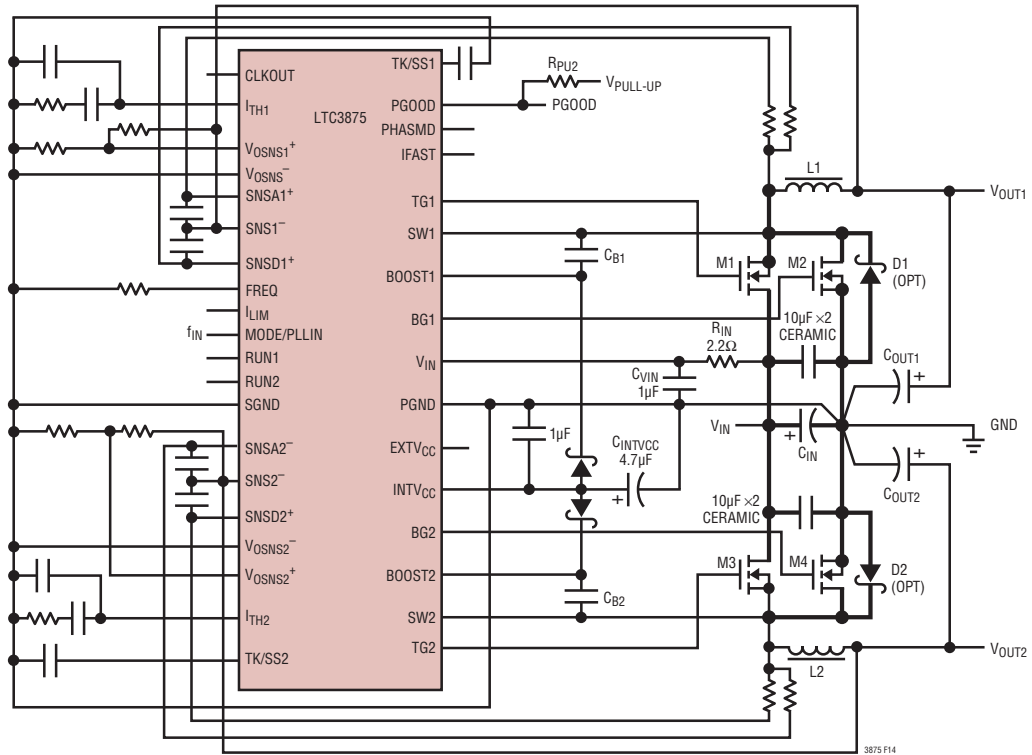 TK/SS1
RPU2
VPULL-UP
CLKOUT
ITH1
LTC3875
PGOOD
PGOOD
PHASMD
VOSNS1+
IFAST
VOSNS–
L1
SNSA1+
TG1
VOUT1
SNS1–
SW1
CB1
M1
M2
D1
(OPT)
SNSD1+
BOOST1
FREQ
BG1
10µF ×2
CERAMIC
ILIM
RIN
2.2Ω
fIN
MODE/PLLIN
VIN
COUT1
RUN1
CVIN
1µF
RUN2
SGND
PGND
VIN
GND
1µF
CIN
SNSA2–
EXTVCC
CINTVCC
4.7µF
COUT2
SNS2–
INTVCC
10µF ×2
CERAMIC
SNSD2+
BG2
VOSNS2–
M3
M4
D2
(OPT)
VOSNS2+
BOOST2
CB2
ITH2
SW2
TG2
VOUT2
TK/SS2
L2
3875 F14